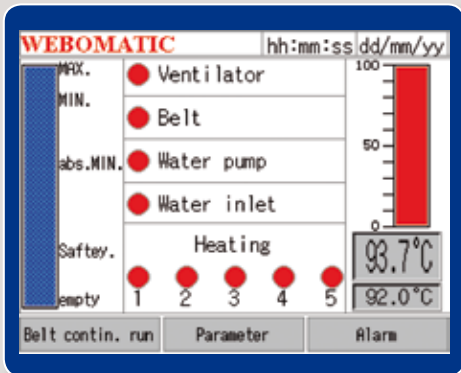 WEBOMATIC hh:mm:ss dd/mm/yy
MAX.
MIN.
abs.MIN.
Saftey.
empty
Ventilator
Belt
Water pump
Water inlet
Heating
1 2 3 4 5
100
50
0
93.7°C
92.0°C
Belt contin. run Parameter Alarm